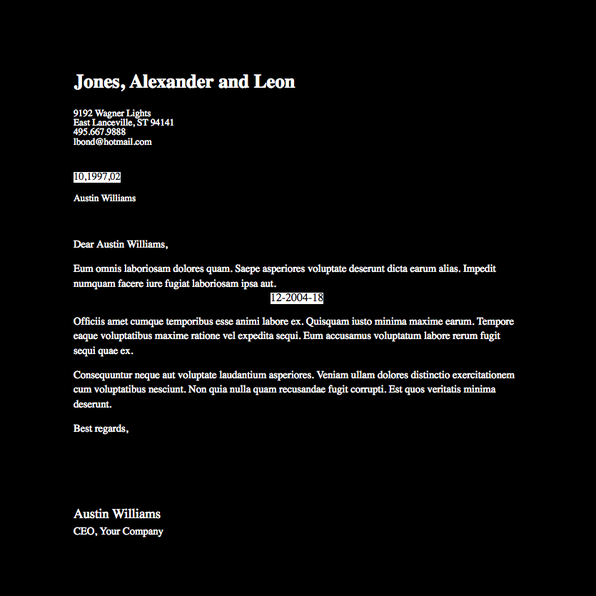 Jones, Alexander and Leon
9192 Wagner Lights
East Lanceville, ST 94141
495.667.9888
lbond@hotmail.com
10,1997,02
Austin Williams
Dear Austin Williams,
Eum omnis laboriosam dolores quam. Saepe asperiores voluptate deserunt dicta earum alias. Impedit
numquam facere iure fugiat laboriosam ipsa aut.
12-2004-18
Officiis amet cumque temporibus esse animi labore ex. Quisquam iusto minima maxime earum. Tempore
eaque voluptatibus maxime ratione vel expedita sequi. Eum accusamus voluptatum labore rerum fugit
sequi quae ex.
Consequuntur neque aut voluptate laudantium asperiores. Veniam ullam dolores distinctio exercitationem
cum voluptatibus nesciunt. Non quia nulla quam recusandae fugit corrupti. Est quos veritatis minima
deserunt.
Best regards,
Austin Williams
CEO, Your Company